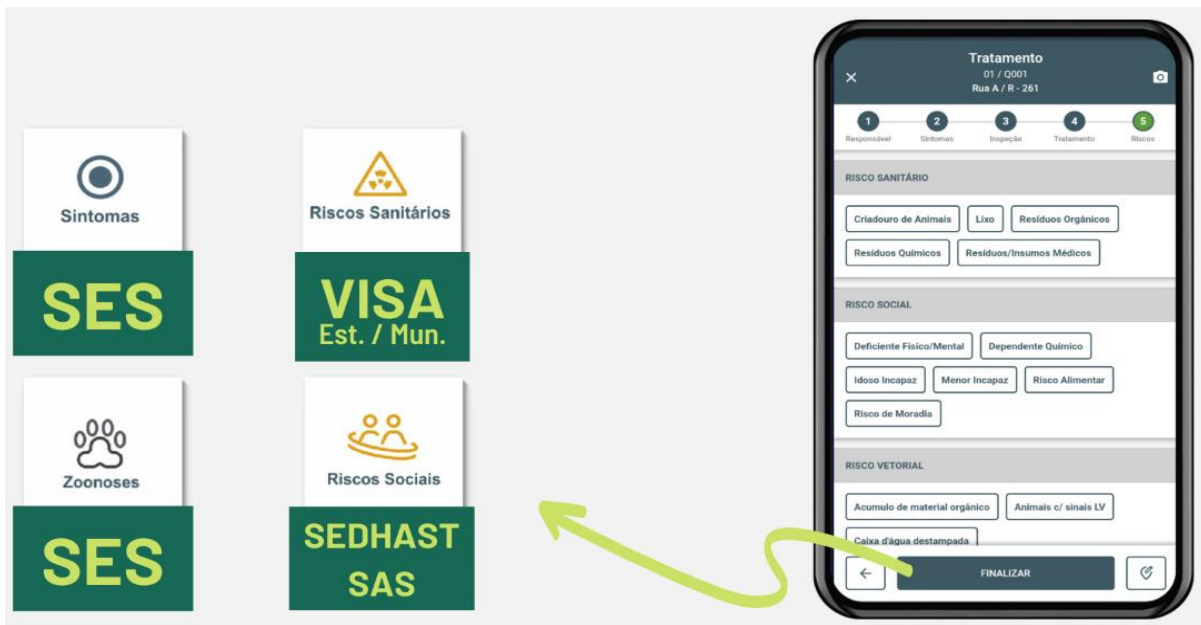 Sintomas
SES
Riscos Sanitários
VISA
Est. / Mun.
Zoonoses
SES
Riscos Sociais
SEDHAST
SAS
Tratamento
01 / Q001
Rua A / R - 261
1 2 3 4 5
Responsável Sintomas Inspeção Tratamento Riscos
RISCO SANITÁRIO
Criadouro de Animais Lixo Resíduos Orgânicos
Resíduos Químicos Resíduos/Insumos Médicos
RISCO SOCIAL
Deficiente Físico/Mental Dependente Químico
Idoso Incapaz Menor Incapaz Risco Alimentar
Risco de Moradia
RISCO VETORIAL
Acumulo de material orgânico Animais c/ sinais LV
Caixa d'água destampada
FINALIZAR